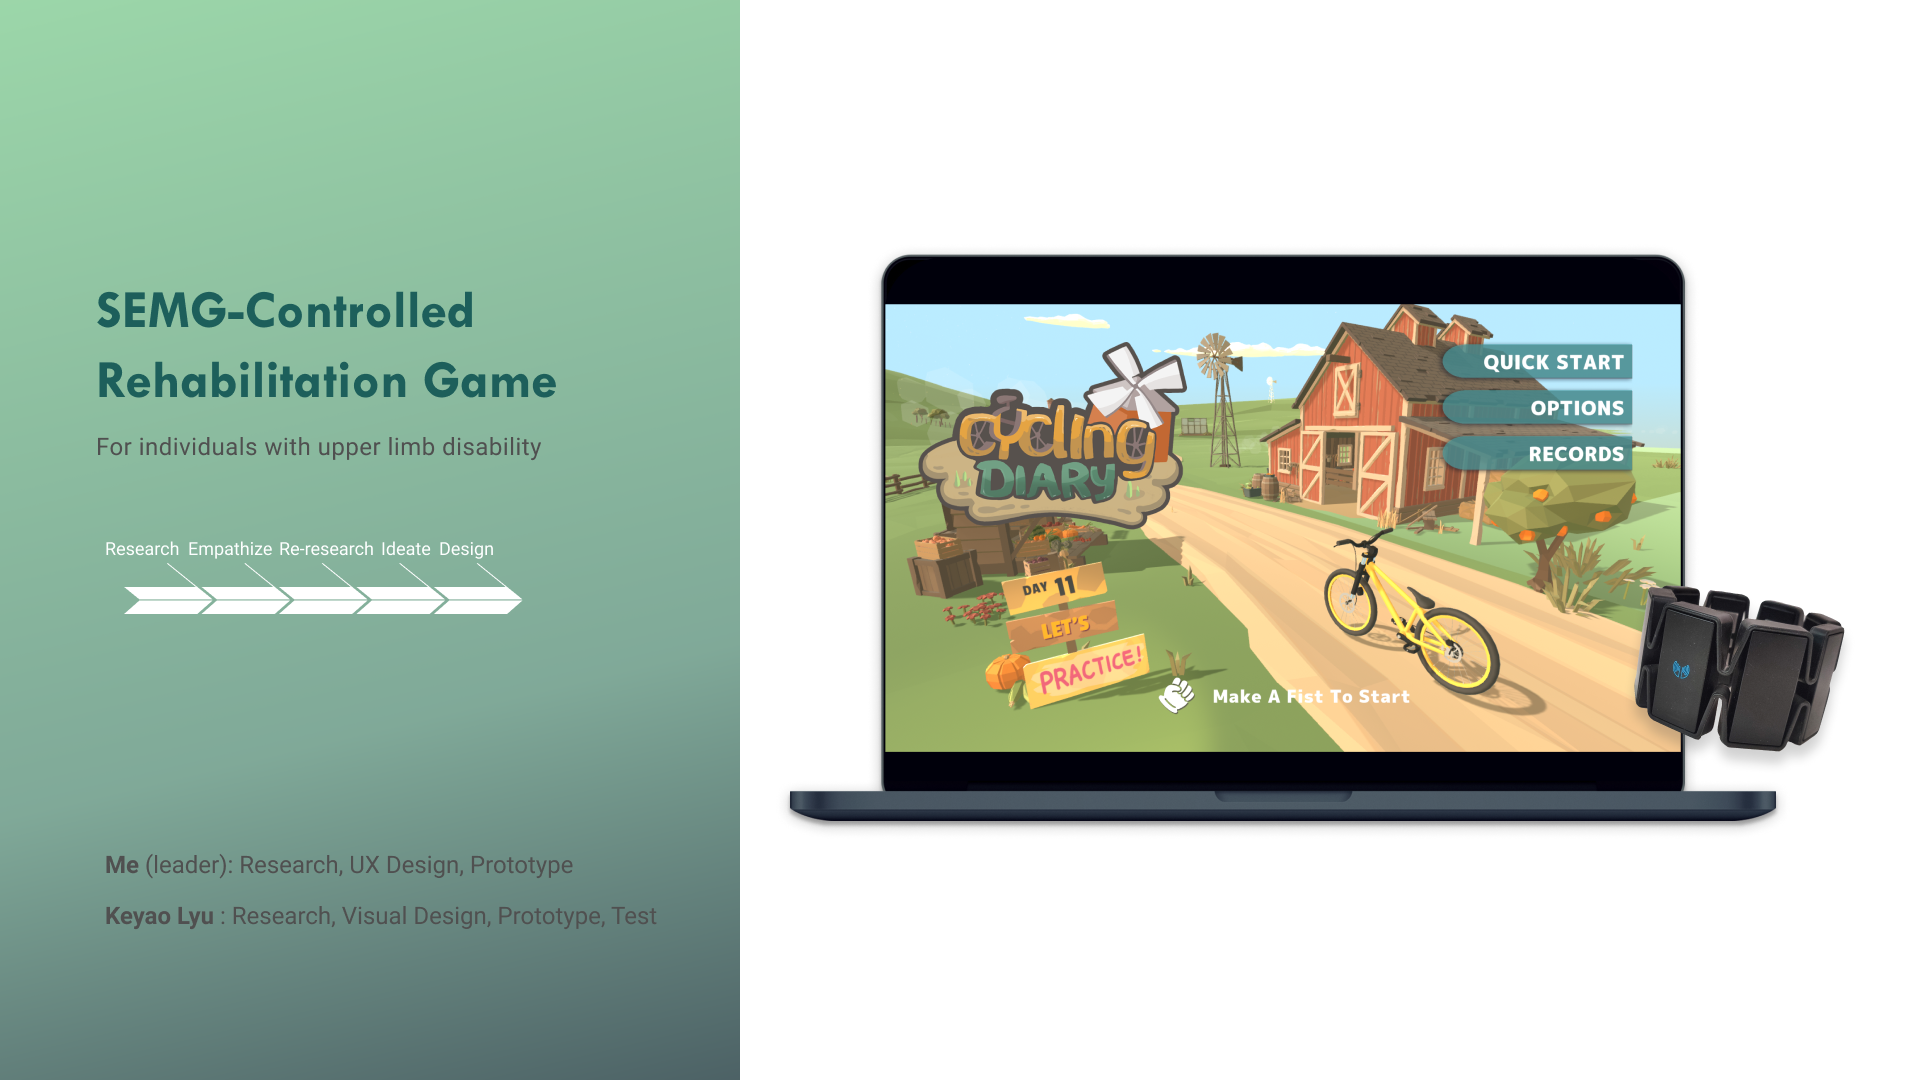 SEMG-Controlled
Rehabilitation Game
For individuals with upper limb disability
Research Empathize Re-research Ideate Design
Me (leader): Research, UX Design, Prototype
Keyao Lyu : Research, Visual Design, Prototype, Test
cycling
DIARY
QUICK START
OPTIONS
RECORDS
DAY 11
LET'S
PRACTICE!
Make A Fist To Start